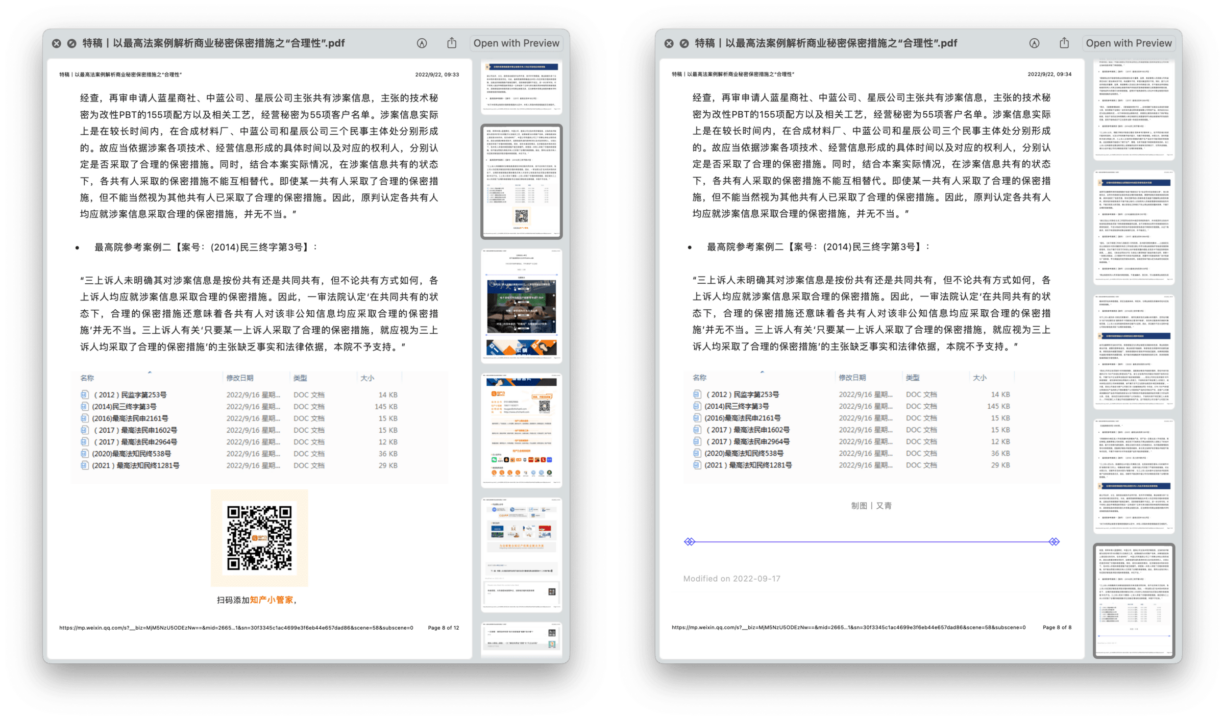 特稿丨以最高法案例解析商业秘密保密措施之“合理性”.pdf
Open with Preview
特稿丨以最高法案例解析商业秘密保密措施之“合理性”
2022/9/22, 09:33
经查，再审申请人蓝星商社、中蓝公司、星辰公司主张共有涉案信息，主张的技术秘
密为改性PBT的155项配方以及相关工艺，经营秘密为55项客户名单。涉案信息实际
上是在较长时间内，在合成材料厂、中蓝公司和星辰公司三个民事主体处分别形成
的。故应当依据涉案各项技术、经营信息形成的具体时间以及对应的权利人，分别认
定是否采取了合理的保密措施。同时，结合本案实际情况，在涉案信息共有的状态
下，各共有人采取的保密措施不能互相替代。即使某一共有人采取了合理的保密措
施，但不能当然视为其他共有人已采取了合理的保密措施。因此，原判认定各共有人
均应就涉案信息采取合理的保密措施，并无不当。”
• 最高院参考案例二【案号：(2014)民三终字第3号】：
“三上诉人未明确其对涉案信息是按份共有还是共同共有，但不论共有方式如何，各
上诉人均应就涉案信息采取合理的保密措施。因此，一审法院认定‘在共同共有的状
态下，合理的保密措施还意味着各共有人对该非公知信息均应采取合理的保密措
施’并无不当。三上诉人有关‘只要某一上诉人采取了合理的保密措施，就应视为三上
诉人均采取了合理的保密措施’的主张缺乏事实和法律依据，本院不予支持。”
名称 修改日期 类型 大小
（2012）民监字第253号 2022/9/16 星期... DOC 文档 14 KB
(2014)民三终字第3号 2022/9/16 星期... DOC 文档 145 KB
(2016)最高法民申2161号 2022/9/16 星期... DOC 文档 15 KB
（2017）最高法民申1602号 2022/9/16 星期... DOC 文档 15 KB
（2017）最高法民申2964号 2022/9/16 星期... DOC 文档 12 KB
(2020)最高法知民终538号 2022/9/16 星期... DOC 文档 36 KB
(2021）最高法知民终1281号 2022/9/16 星期... DOC 文档 29 KB
扫码添加知产小管家。
Page 8 of 12
特稿丨以最高法案例解析商业秘密保密措施之“合理性”.pdf
Open with Preview
特稿丨以最高法案例解析商业秘密保密措施之“合理性”
2022/9/22, 09:34
经查，再审申请人蓝星商社、中蓝公司、星辰公司主张共有涉案信息，主张的技术秘
密为改性PBT的155项配方以及相关工艺，经营秘密为55项客户名单。涉案信息实际
上是在较长时间内，在合成材料厂、中蓝公司和星辰公司三个民事主体处分别形成
的。故应当依据涉案各项技术、经营信息形成的具体时间以及对应的权利人，分别认
定是否采取了合理的保密措施。同时，结合本案实际情况，在涉案信息共有的状态
下，各共有人采取的保密措施不能互相替代。即使某一共有人采取了合理的保密措
施，但不能当然视为其他共有人已采取了合理的保密措施。因此，原判认定各共有人
均应就涉案信息采取合理的保密措施，并无不当。”
• 最高院参考案例二【案号：(2014)民三终字第3号】：
“三上诉人未明确其对涉案信息是按份共有还是共同共有，但不论共有方式如何，各
上诉人均应就涉案信息采取合理的保密措施。因此，一审法院认定‘在共同共有的状
态下，合理的保密措施还意味着各共有人对该非公知信息均应采取合理的保密措
施’并无不当。三上诉人有关‘只要某一上诉人采取了合理的保密措施，就应视为三上
诉人均采取了合理的保密措施’的主张缺乏事实和法律依据，本院不予支持。”
名称 修改日期 类型 大小
（2012）民监字第253号 2022/9/16 星期... DOC 文档 14 KB
(2014)民三终字第3号 2022/9/16 星期... DOC 文档 145 KB
(2016)最高法民申2161号 2022/9/16 星期... DOC 文档 15 KB
（2017）最高法民申1602号 2022/9/16 星期... DOC 文档 15 KB
（2017）最高法民申2964号 2022/9/16 星期... DOC 文档 12 KB
(2020)最高法知民终538号 2022/9/16 星期... DOC 文档 36 KB
(2021）最高法知民终1281号 2022/9/16 星期... DOC 文档 29 KB
Modified on 2022-09-17
Page 8 of 8